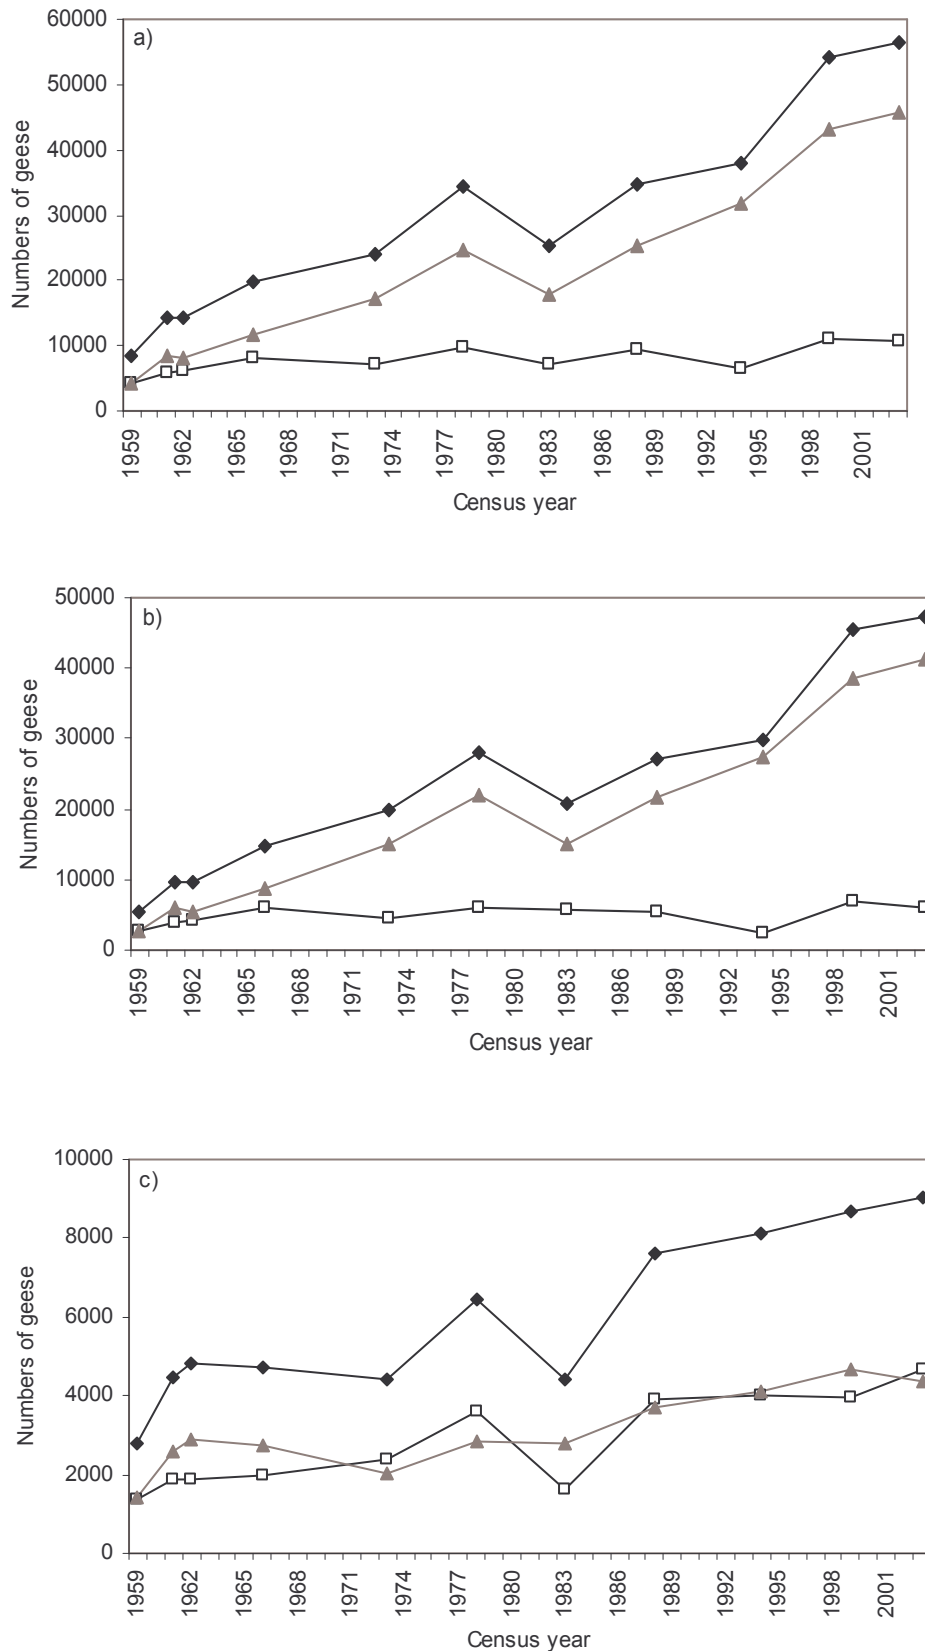 a)
60000
50000
40000
30000
20000
10000
0
Numbers of geese
1959 1962 1965 1968 1971 1974 1977 1980 1983 1986 1989 1992 1995 1998 2001
Census year
b)
50000
40000
30000
20000
10000
0
Numbers of geese
1959 1962 1965 1968 1971 1974 1977 1980 1983 1986 1989 1992 1995 1998 2001
Census year
c)
10000
8000
6000
4000
2000
0
Numbers of geese
1959 1962 1965 1968 1971 1974 1977 1980 1983 1986 1989 1992 1995 1998 2001
Census year